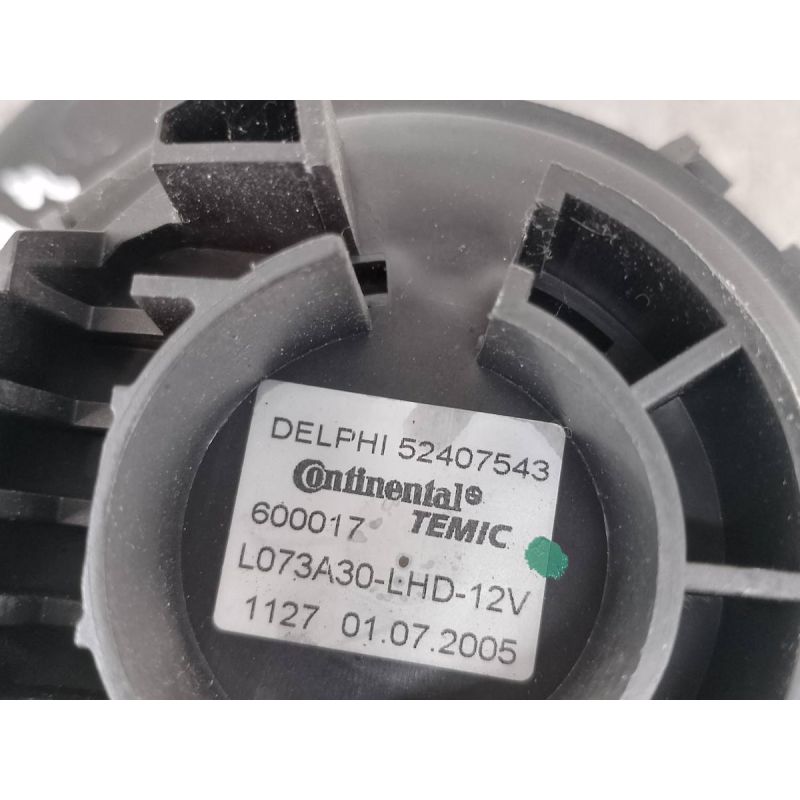 DELPHI 52407543
Continental®
600017 TEMIC
L073A30-LHD-12V
1127 01.07.2005